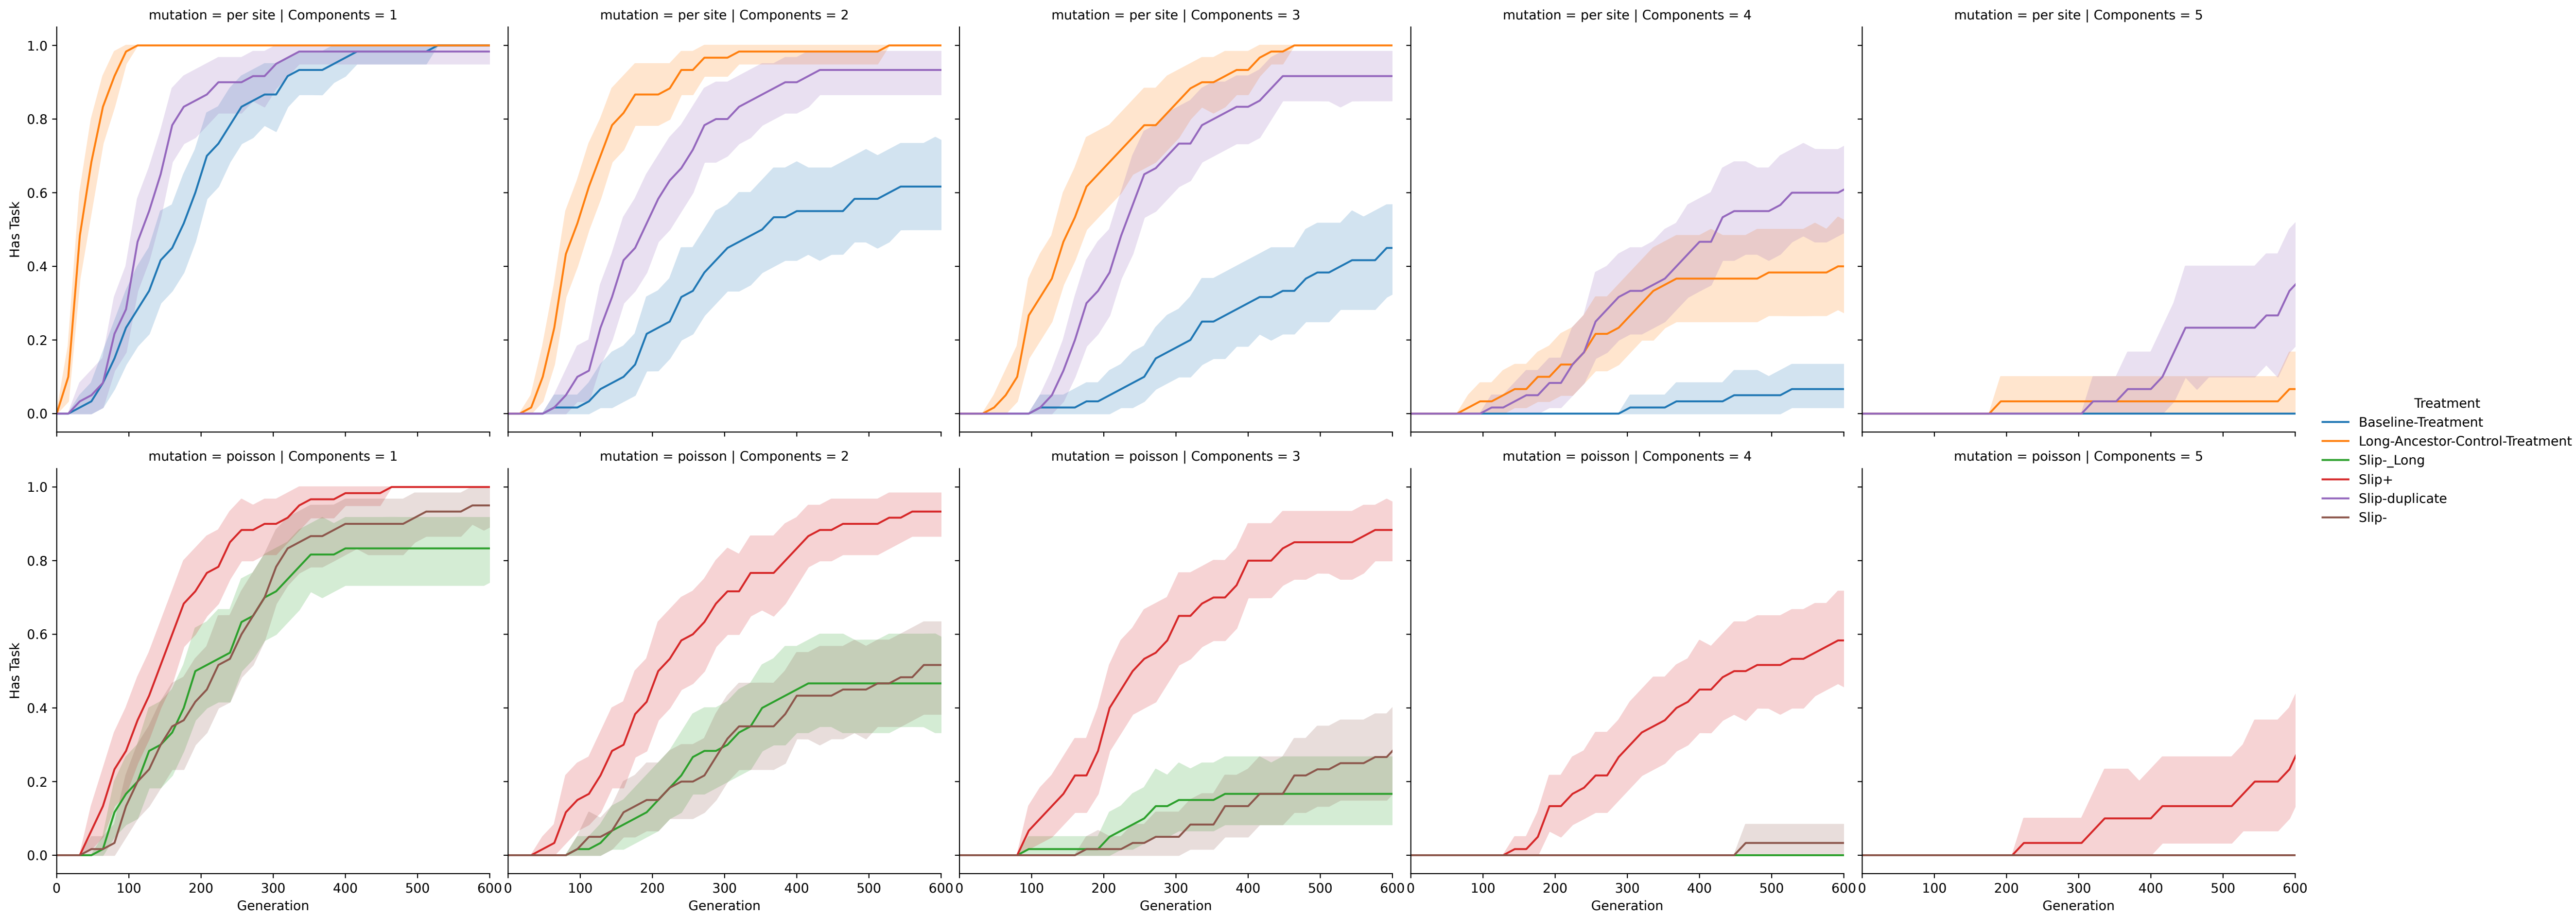 mutation = per site | Components = 1
mutation = per site | Components = 2
mutation = per site | Components = 3
mutation = per site | Components = 4
mutation = per site | Components = 5
1.0
0.8
0.6
0.4
0.2
0.0
Has Task
Treatment
Baseline-Treatment
Long-Ancestor-Control-Treatment
Slip-_Long
Slip+
Slip-duplicate
Slip-
mutation = poisson | Components = 1
mutation = poisson | Components = 2
mutation = poisson | Components = 3
mutation = poisson | Components = 4
mutation = poisson | Components = 5
1.0
0.8
0.6
0.4
0.2
0.0
Has Task
0 100 200 300 400 500 600
0 100 200 300 400 500 600
0 100 200 300 400 500 600
0 100 200 300 400 500 600
0 100 200 300 400 500 600
Generation
Generation
Generation
Generation
Generation